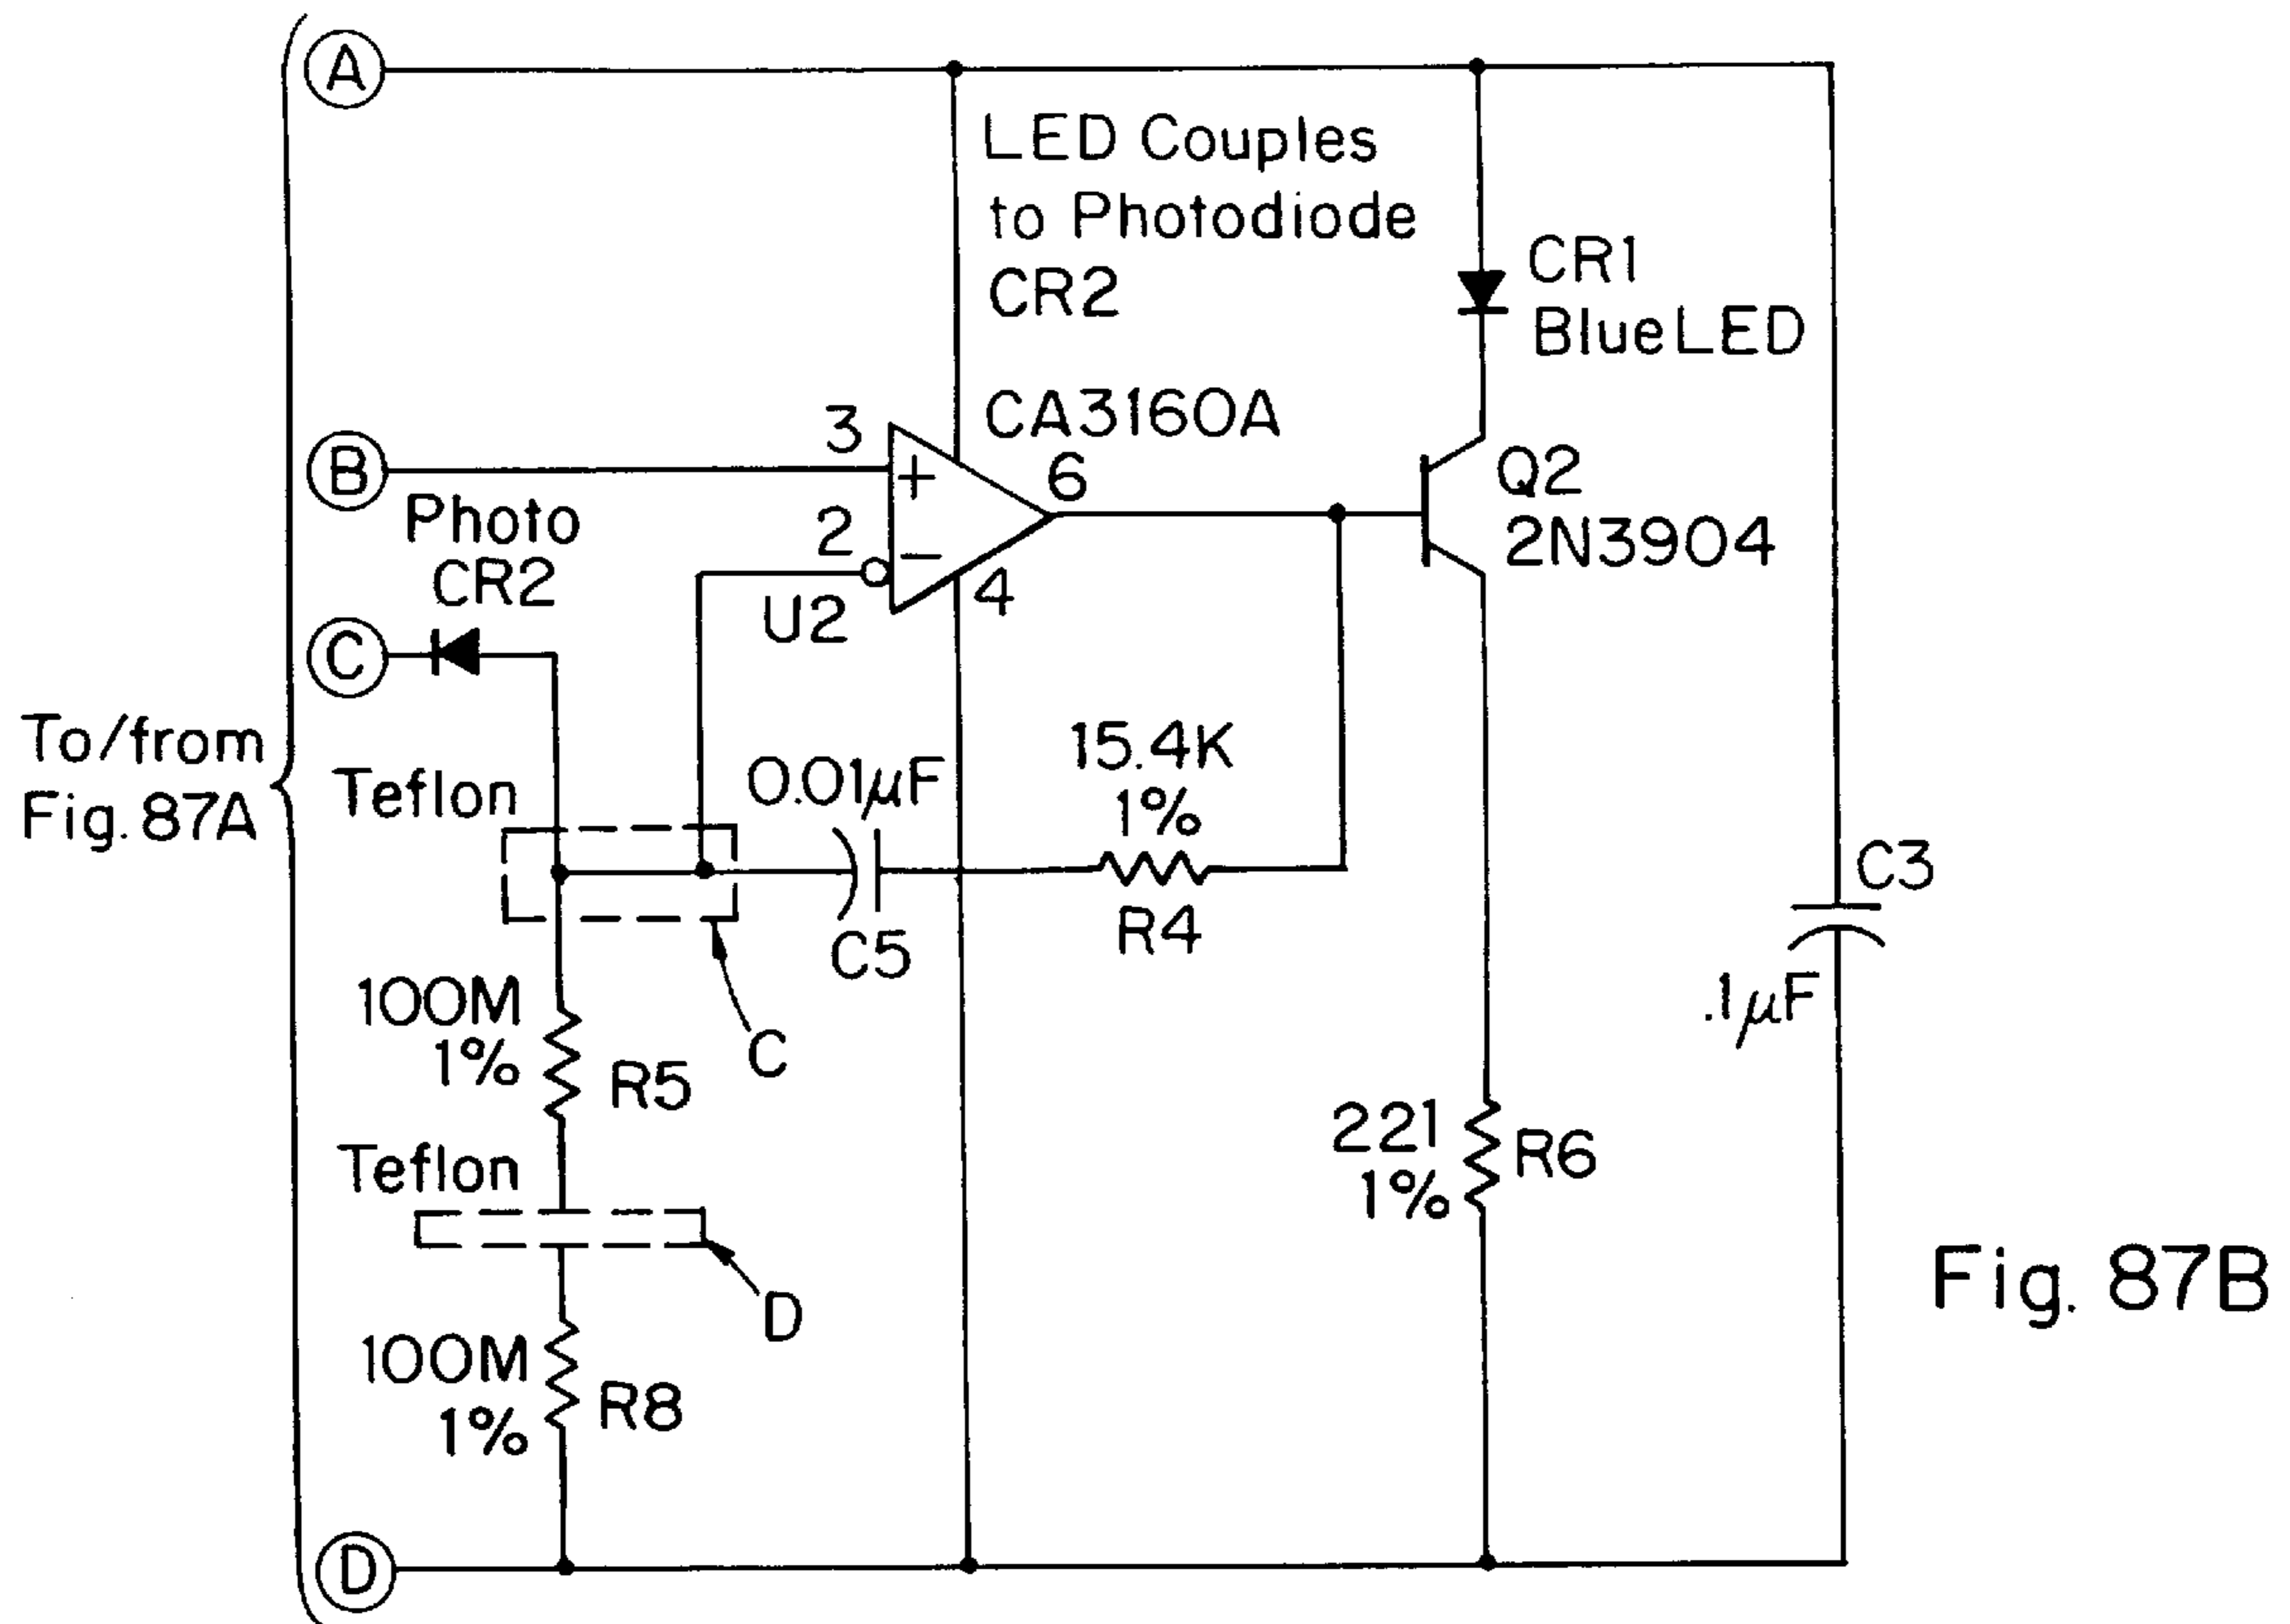 A
LED Couples
to Photodiode
CR2
CR1
Blue LED
CA3160A
3
+
6
B
Photo
CR2
2
−
U2
4
Q2
2N3904
C
To/from
Fig. 87A
Teflon
0.01µF
C5
15.4K
1%
R4
C3
.1µF
C
100M
1%
R5
Teflon
D
221
1%
R6
100M
1%
R8
D
Fig. 87B